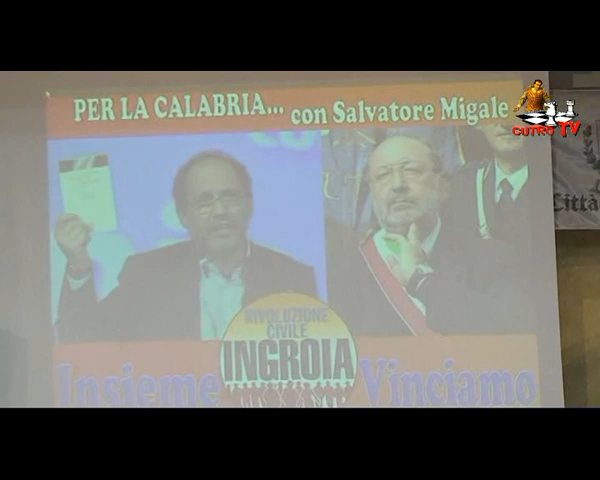 PER LA CALABRIA... con Salvatore Migale
CUTRO TV
Città
RIVOLUZIONE
CIVILE
INGROIA
Insieme Vinciamo